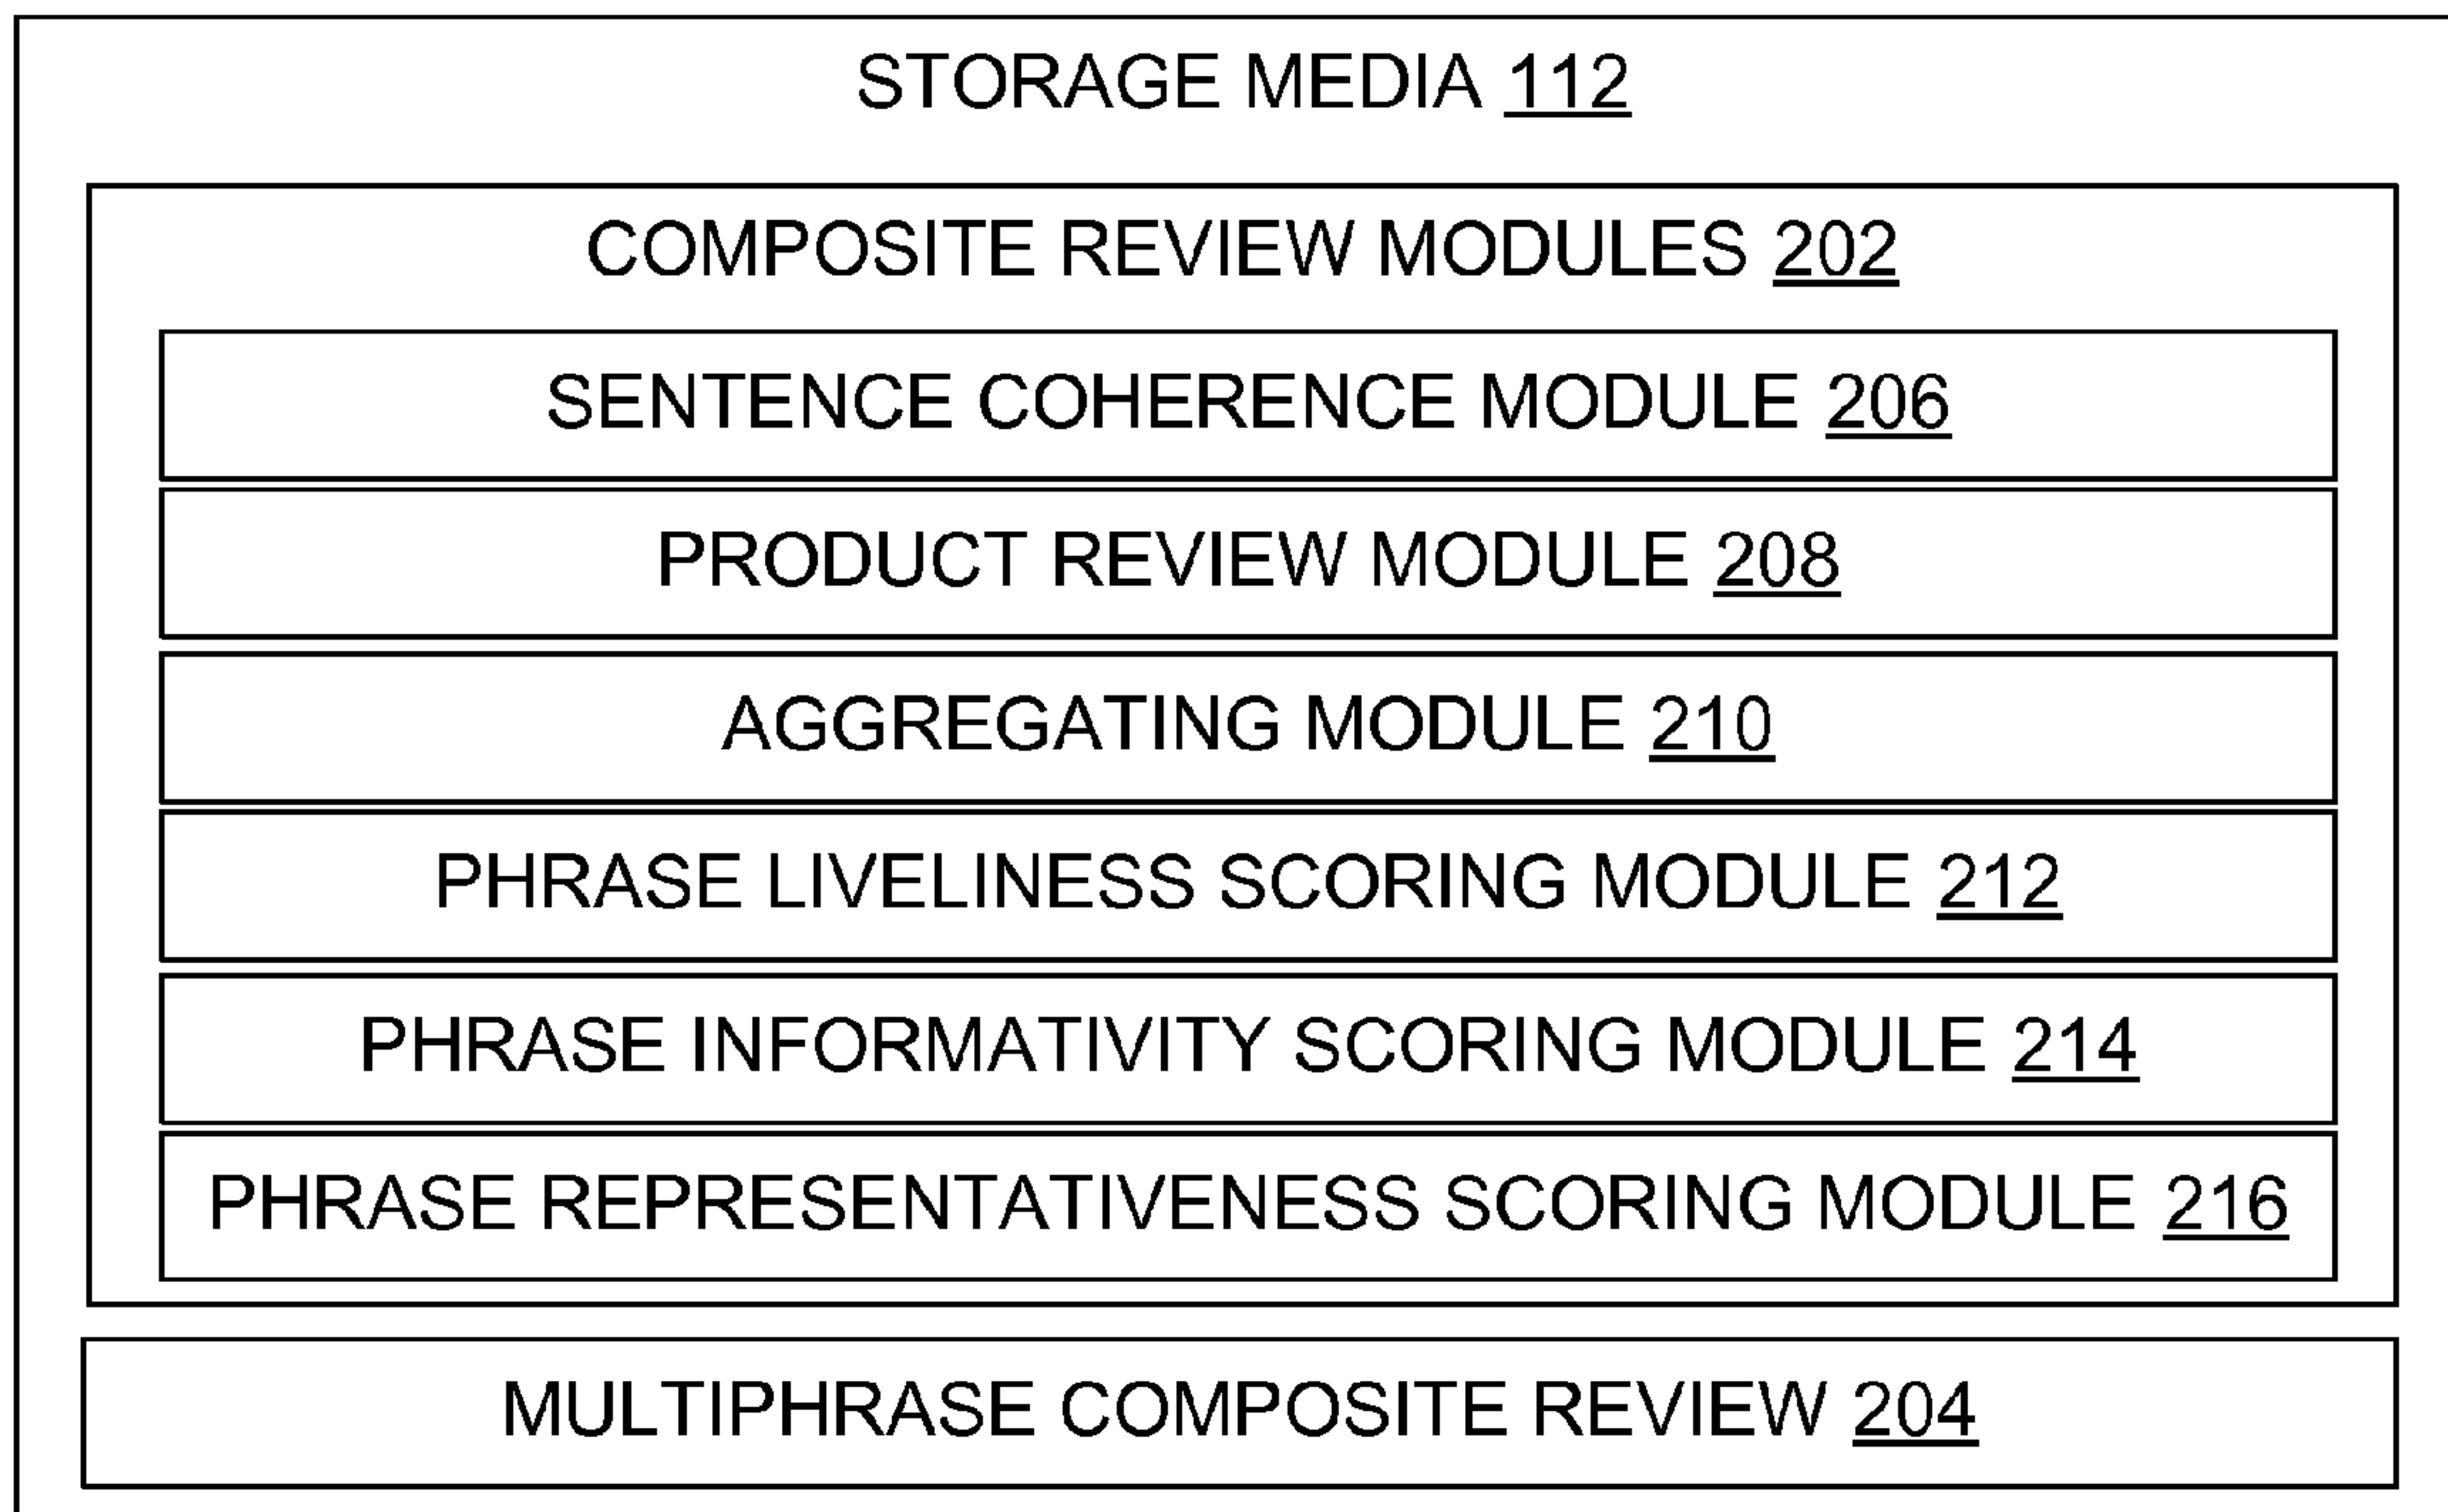 STORAGE MEDIA 112
COMPOSITE REVIEW MODULES 202
SENTENCE COHERENCE MODULE 206
PRODUCT REVIEW MODULE 208
AGGREGATING MODULE 210
PHRASE LIVELINESS SCORING MODULE 212
PHRASE INFORMATIVITY SCORING MODULE 214
PHRASE REPRESENTATIVENESS SCORING MODULE 216
MULTIPHRASE COMPOSITE REVIEW 204